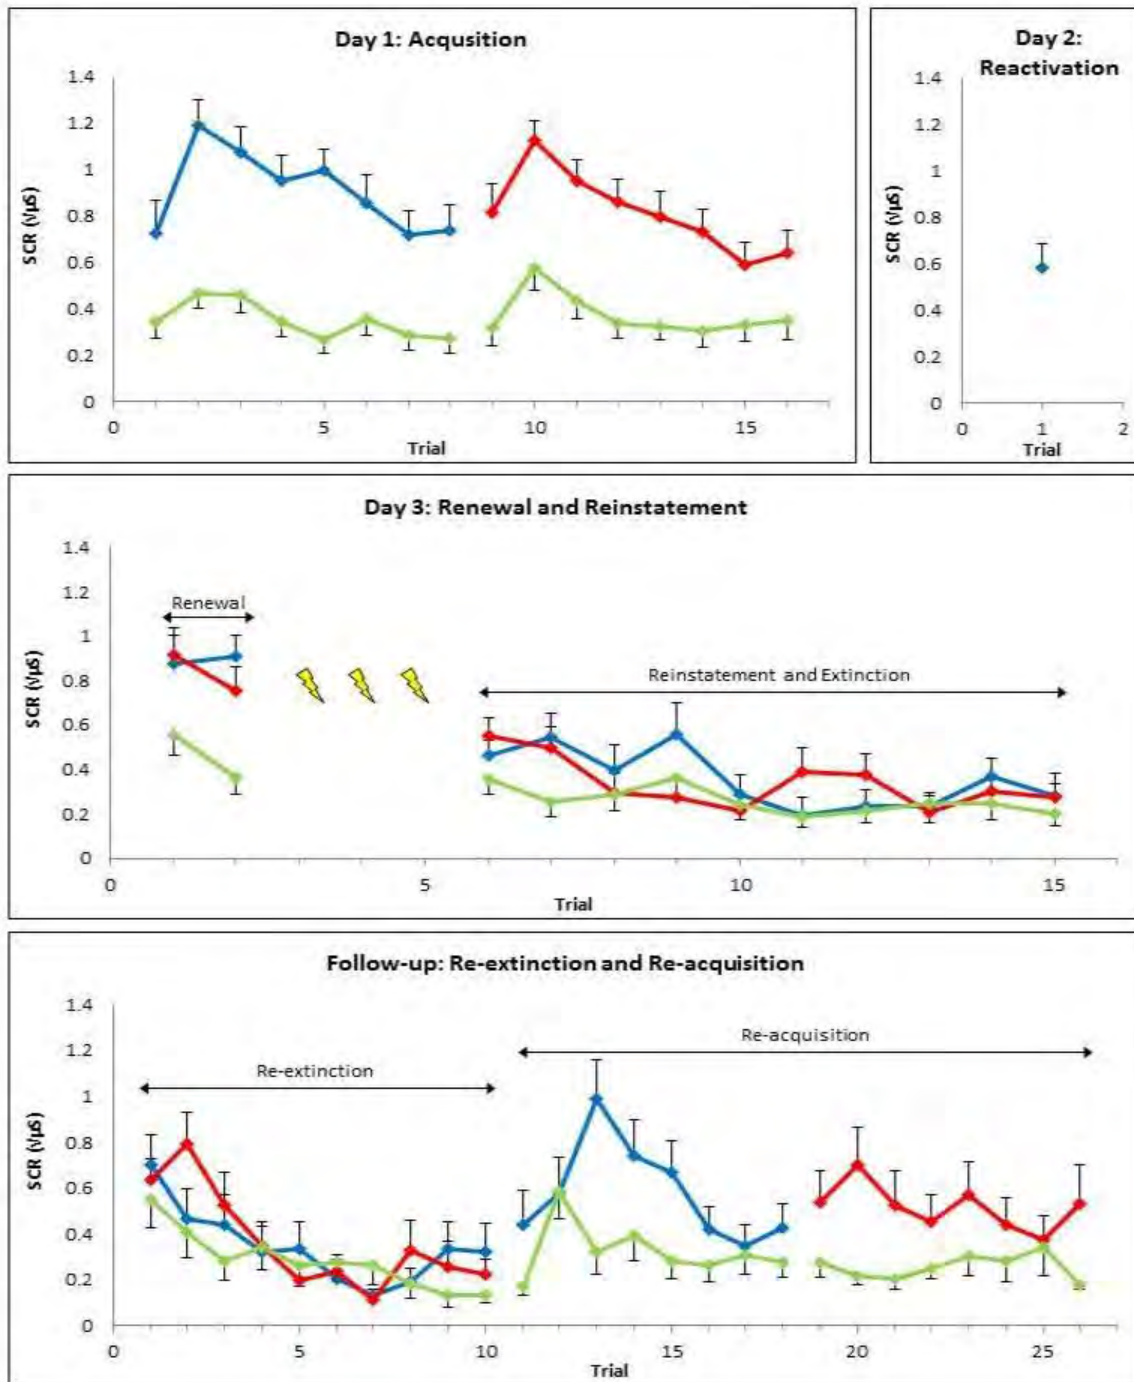 Day 1: Acqusition
1.4
1.2
1
0.8
0.6
0.4
0.2
0
SCR (√µS)
0 5 10 15
Trial
Day 2:
Reactivation
1.4
1.2
1
0.8
0.6
0.4
0.2
0
SCR (√µS)
0 1 2
Trial
Day 3: Renewal and Reinstatement
1.4
1.2
1
0.8
0.6
0.4
0.2
0
SCR (√µS)
Renewal
Reinstatement and Extinction
0 5 10 15
Trial
Follow-up: Re-extinction and Re-acquisition
1.4
1.2
1
0.8
0.6
0.4
0.2
0
SCR (√µS)
Re-extinction
Re-acquisition
0 5 10 15 20 25
Trial